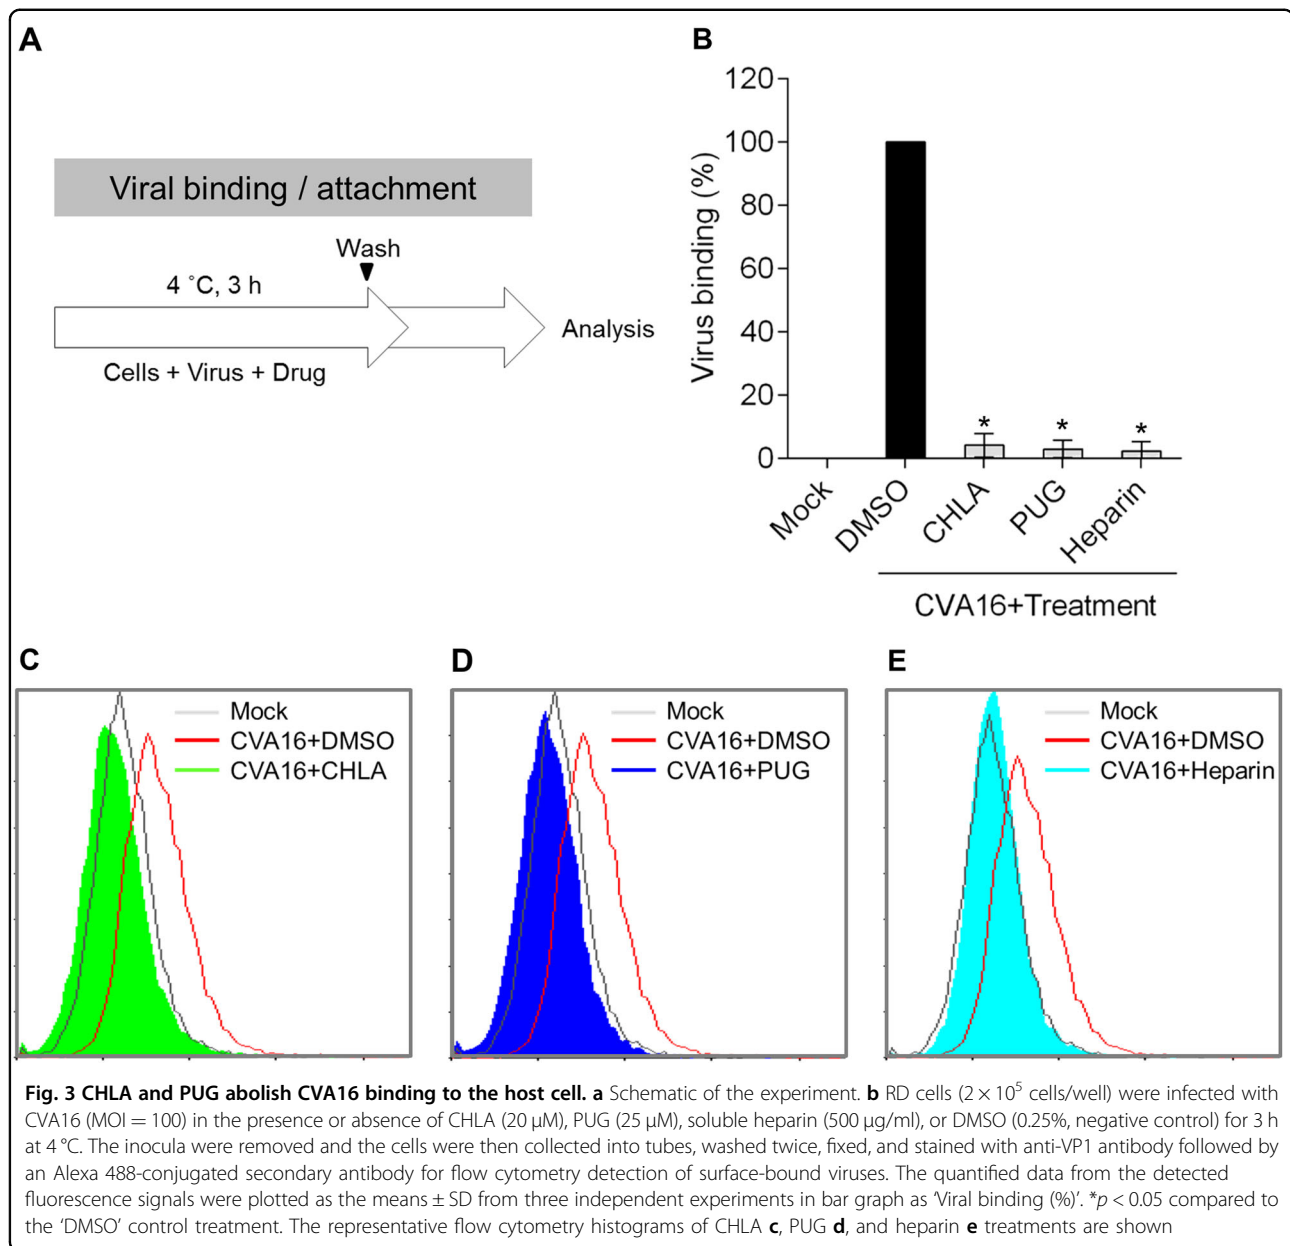 A
Viral binding / attachment
Wash
4 °C, 3 h
Cells + Virus + Drug
Analysis
B
Virus binding (%)
120
100
80
60
40
20
0
* * *
Mock
DMSO
CHLA
PUG
Heparin
CVA16+Treatment
C
Mock
CVA16+DMSO
CVA16+CHLA
D
Mock
CVA16+DMSO
CVA16+PUG
E
Mock
CVA16+DMSO
CVA16+Heparin
Fig. 3 CHLA and PUG abolish CVA16 binding to the host cell. a Schematic of the experiment. b RD cells (2 × 10⁵ cells/well) were infected with
CVA16 (MOI = 100) in the presence or absence of CHLA (20 µM), PUG (25 µM), soluble heparin (500 µg/ml), or DMSO (0.25%, negative control) for 3 h
at 4 °C. The inocula were removed and the cells were then collected into tubes, washed twice, fixed, and stained with anti-VP1 antibody followed by
an Alexa 488-conjugated secondary antibody for flow cytometry detection of surface-bound viruses. The quantified data from the detected
fluorescence signals were plotted as the means ± SD from three independent experiments in bar graph as ‘Viral binding (%)’. *p < 0.05 compared to
the ‘DMSO’ control treatment. The representative flow cytometry histograms of CHLA c, PUG d, and heparin e treatments are shown